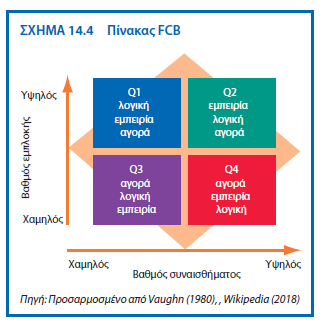 ΣΧΗΜΑ 14.4 Πίνακας FCB
Υψηλός
Βαθμός εμπλοκής
Χαμηλός
Q1
λογική
εμπειρία
αγορά
Q2
εμπειρία
λογική
αγορά
Q3
αγορά
λογική
εμπειρία
Q4
αγορά
εμπειρία
λογική
Χαμηλός
Βαθμός συναισθήματος
Υψηλός
Πηγή: Προσαρμοσμένο από Vaughn (1980), , Wikipedia (2018)